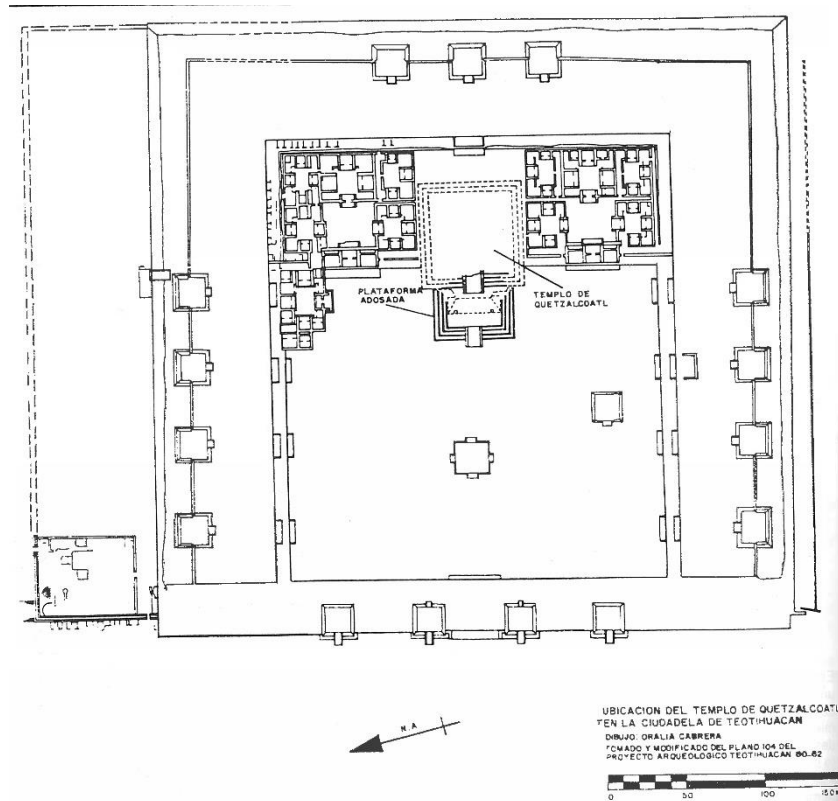 PLATAFORMA
ADOSADA
TEMPLO DE
QUETZALCOATL
N.A
UBICACION DEL TEMPLO DE QUETZALCOATL
EN LA CIUDADELA DE TEOTIHUACAN
DIBUJO: ORALIA CABRERA
TOMADO Y MODIFICADO DEL PLANO 104 DEL
PROYECTO ARQUEOLOGICO TEOTIHUACAN 80-82
0 50 100